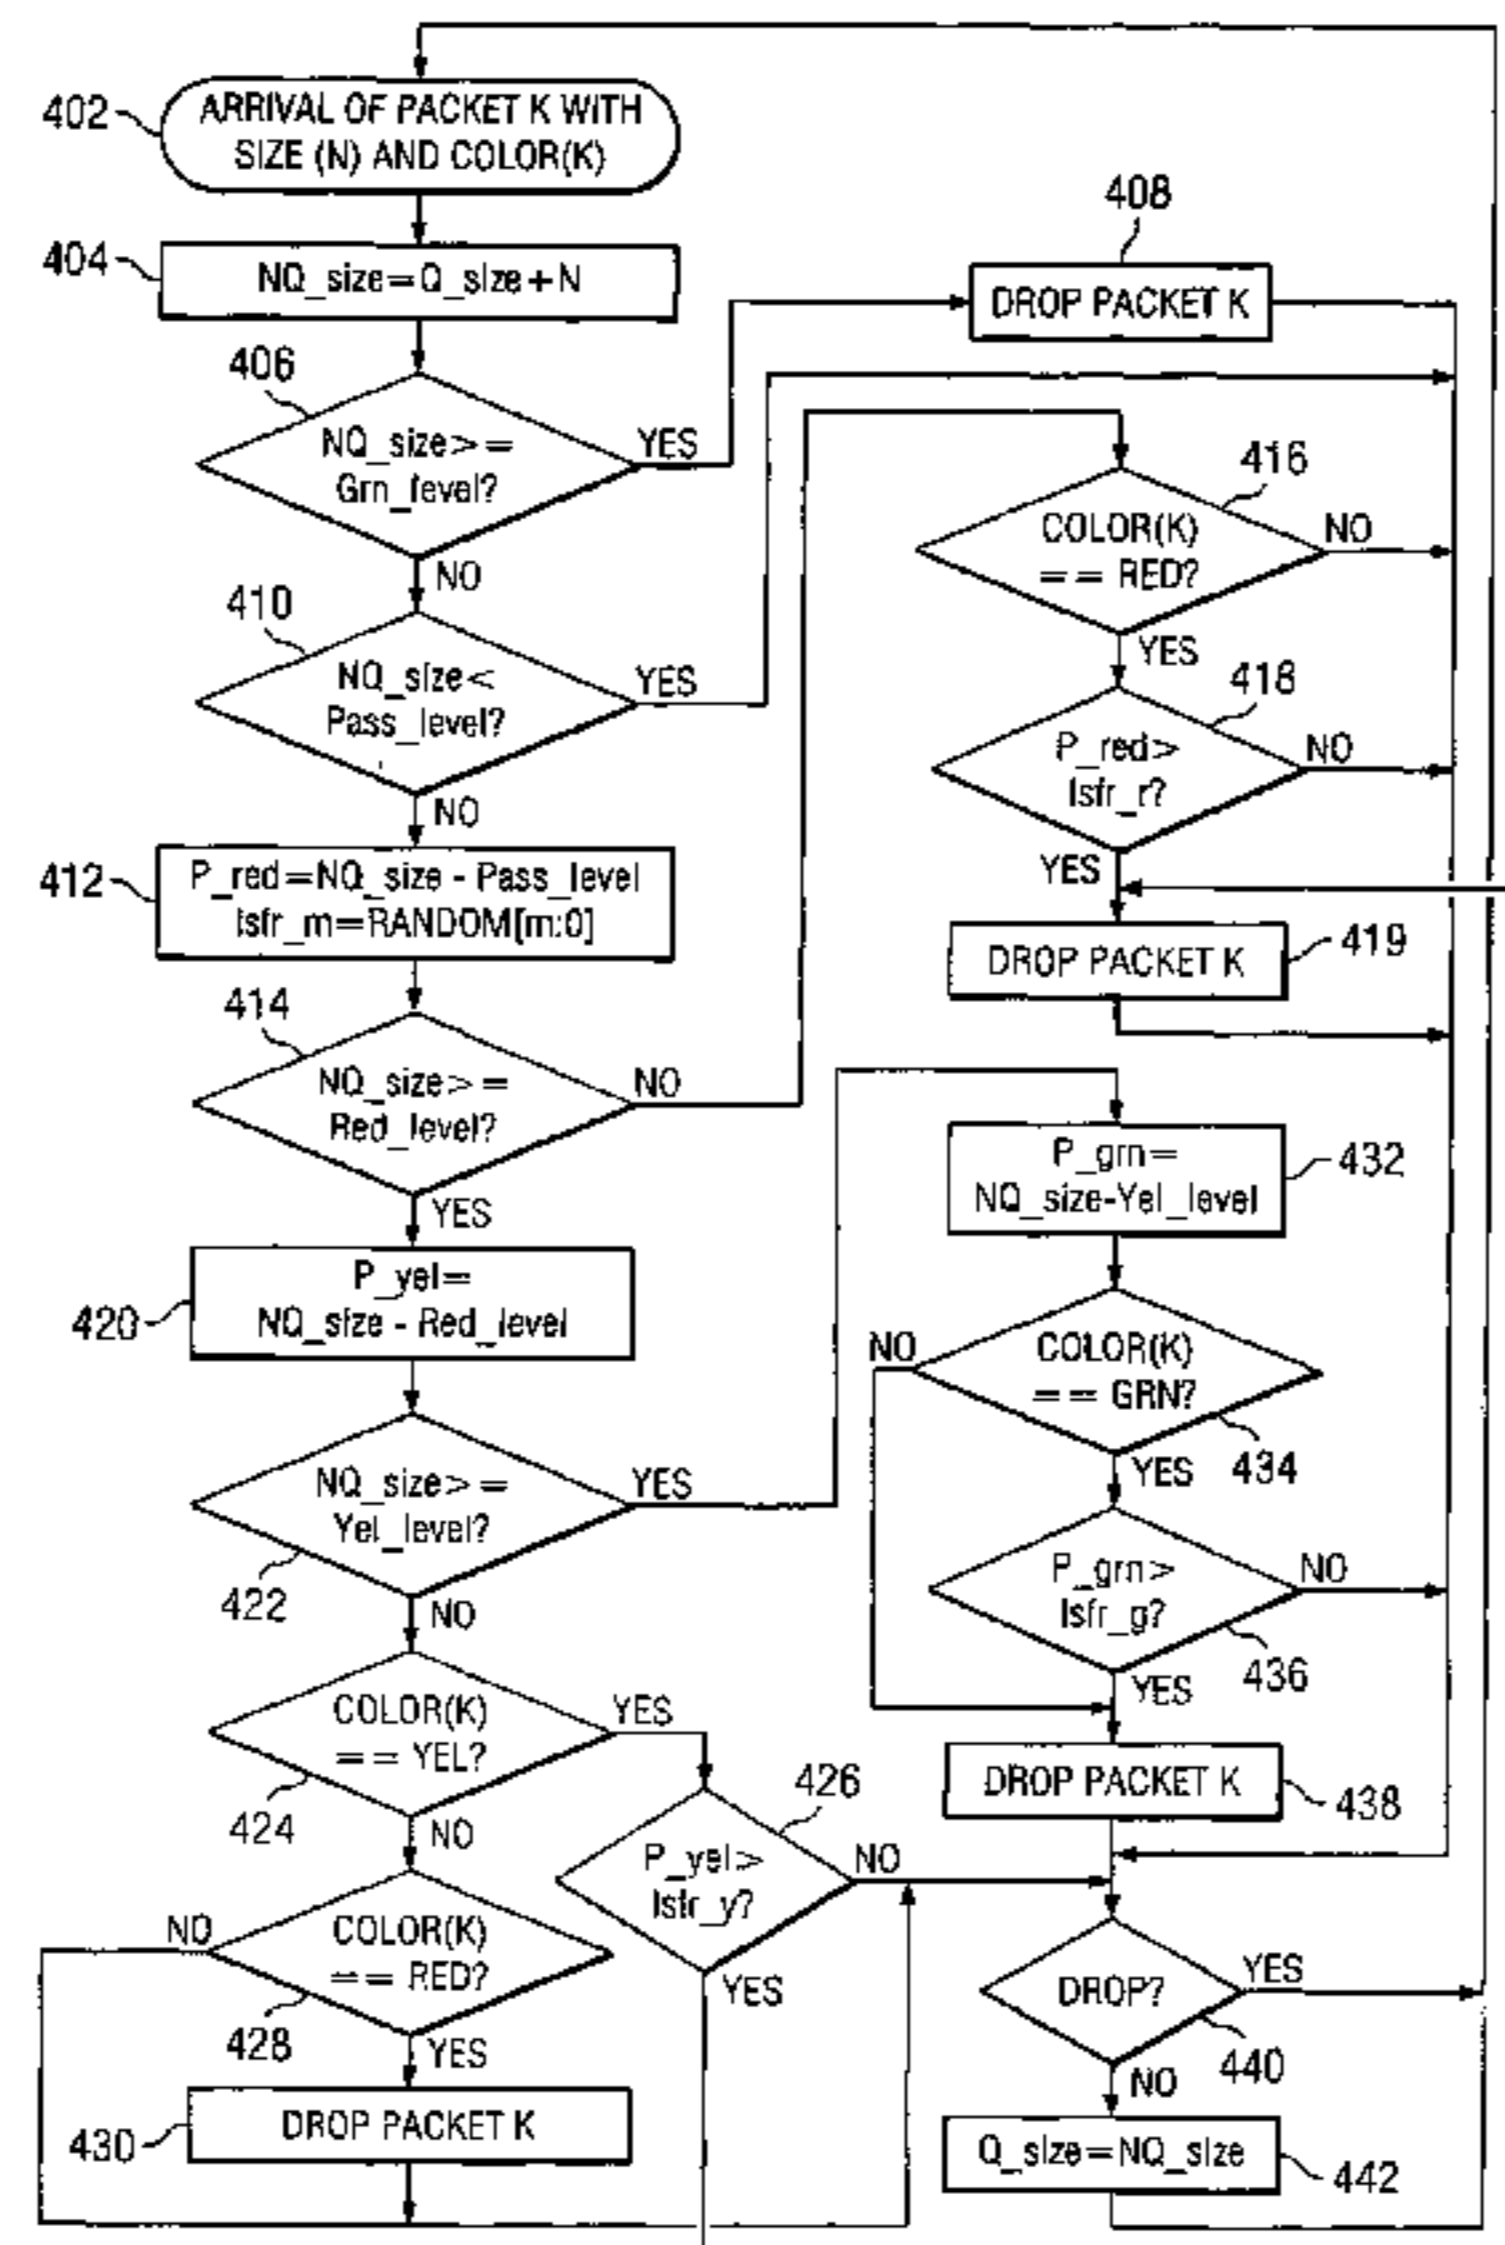 402
ARRIVAL OF PACKET K WITH
SIZE (N) AND COLOR(K)
404
NQ_size=Q_size+N
408
DROP PACKET K
406
NQ_size>=
Grn_level?
YES
NO
410
NQ_size<
Pass_level?
YES
NO
416
COLOR(K)
== RED?
NO
YES
418
P_red>
lsfr_r?
NO
YES
412
P_red=NQ_size - Pass_level
lsfr_m=RANDOM[m:0]
DROP PACKET K
419
414
NQ_size>=
Red_level?
NO
YES
P_grn=
NQ_size-Yel_level
432
420
P_yel=
NQ_size - Red_level
NO
COLOR(K)
== GRN?
434
YES
NQ_size>=
Yel_level?
YES
422
NO
P_grn>
lsfr_g?
NO
436
YES
COLOR(K)
== YEL?
YES
424
NO
426
P_yel>
lsfr_y?
NO
YES
DROP PACKET K
438
NO
COLOR(K)
== RED?
428
YES
DROP?
YES
440
NO
430
DROP PACKET K
Q_size=NQ_size
442